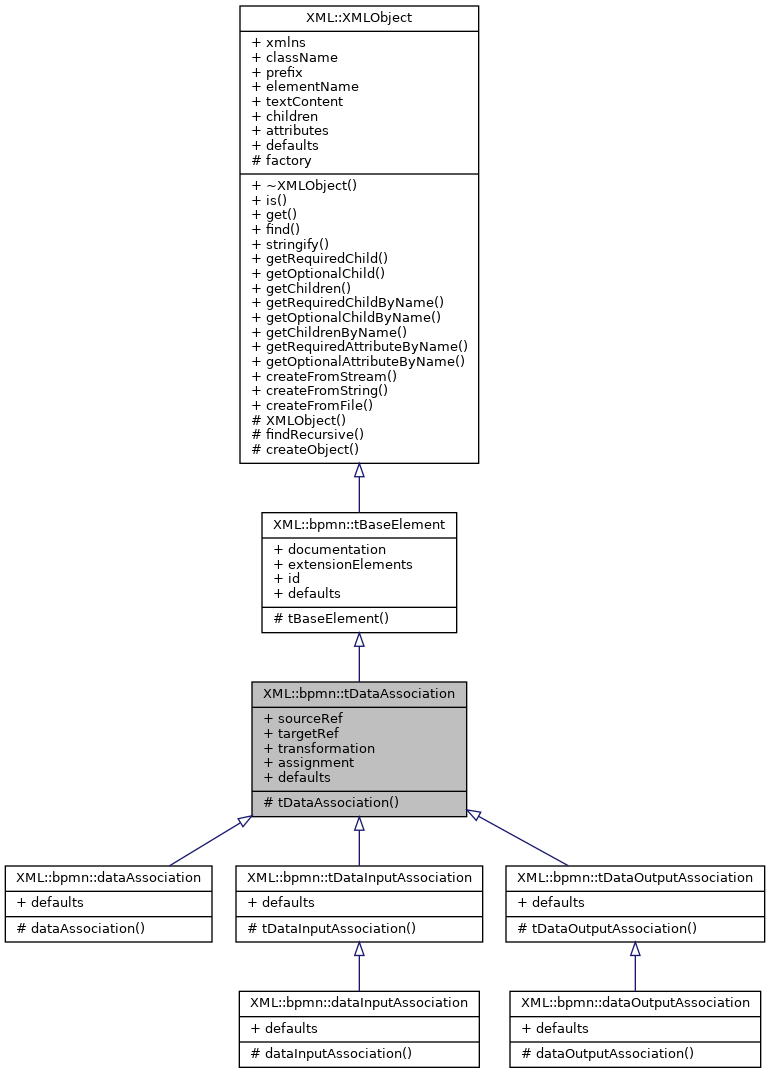 XML::XMLObject
+ xmlns
+ className
+ prefix
+ elementName
+ textContent
+ children
+ attributes
+ defaults
# factory
+ ~XMLObject()
+ is()
+ get()
+ find()
+ stringify()
+ getRequiredChild()
+ getOptionalChild()
+ getChildren()
+ getRequiredChildByName()
+ getOptionalChildByName()
+ getChildrenByName()
+ getRequiredAttributeByName()
+ getOptionalAttributeByName()
+ createFromStream()
+ createFromString()
+ createFromFile()
# XMLObject()
# findRecursive()
# createObject()
XML::bpmn::tBaseElement
+ documentation
+ extensionElements
+ id
+ defaults
# tBaseElement()
XML::bpmn::tDataAssociation
+ sourceRef
+ targetRef
+ transformation
+ assignment
+ defaults
# tDataAssociation()
XML::bpmn::dataAssociation
+ defaults
# dataAssociation()
XML::bpmn::tDataInputAssociation
+ defaults
# tDataInputAssociation()
XML::bpmn::tDataOutputAssociation
+ defaults
# tDataOutputAssociation()
XML::bpmn::dataInputAssociation
+ defaults
# dataInputAssociation()
XML::bpmn::dataOutputAssociation
+ defaults
# dataOutputAssociation()